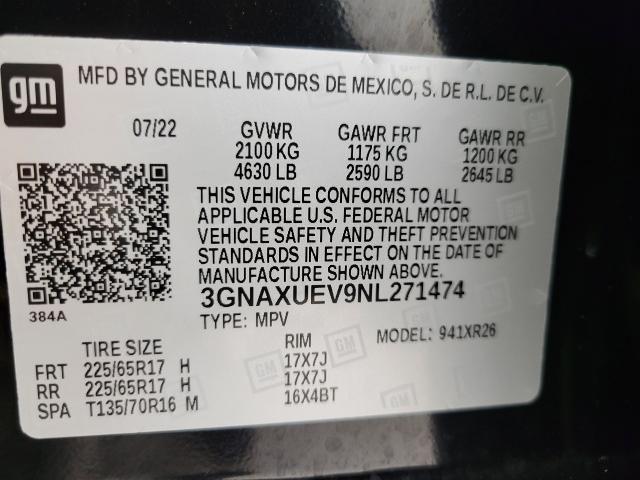 gm
MFD BY GENERAL MOTORS DE MEXICO, S. DE R.L. DE C.V.
07/22 GVWR GAWR FRT GAWR RR
2100 KG 1175 KG 1200 KG
4630 LB 2590 LB 2645 LB
THIS VEHICLE CONFORMS TO ALL
APPLICABLE U.S. FEDERAL MOTOR
VEHICLE SAFETY AND THEFT PREVENTION
STANDARDS IN EFFECT ON THE DATE OF
MANUFACTURE SHOWN ABOVE.
3GNAXUEV9NL271474
384A
TYPE: MPV MODEL: 941XR26
TIRE SIZE RIM
FRT 225/65R17 H 17X7J
RR 225/65R17 H 17X7J
SPA T135/70R16 M 16X4BT